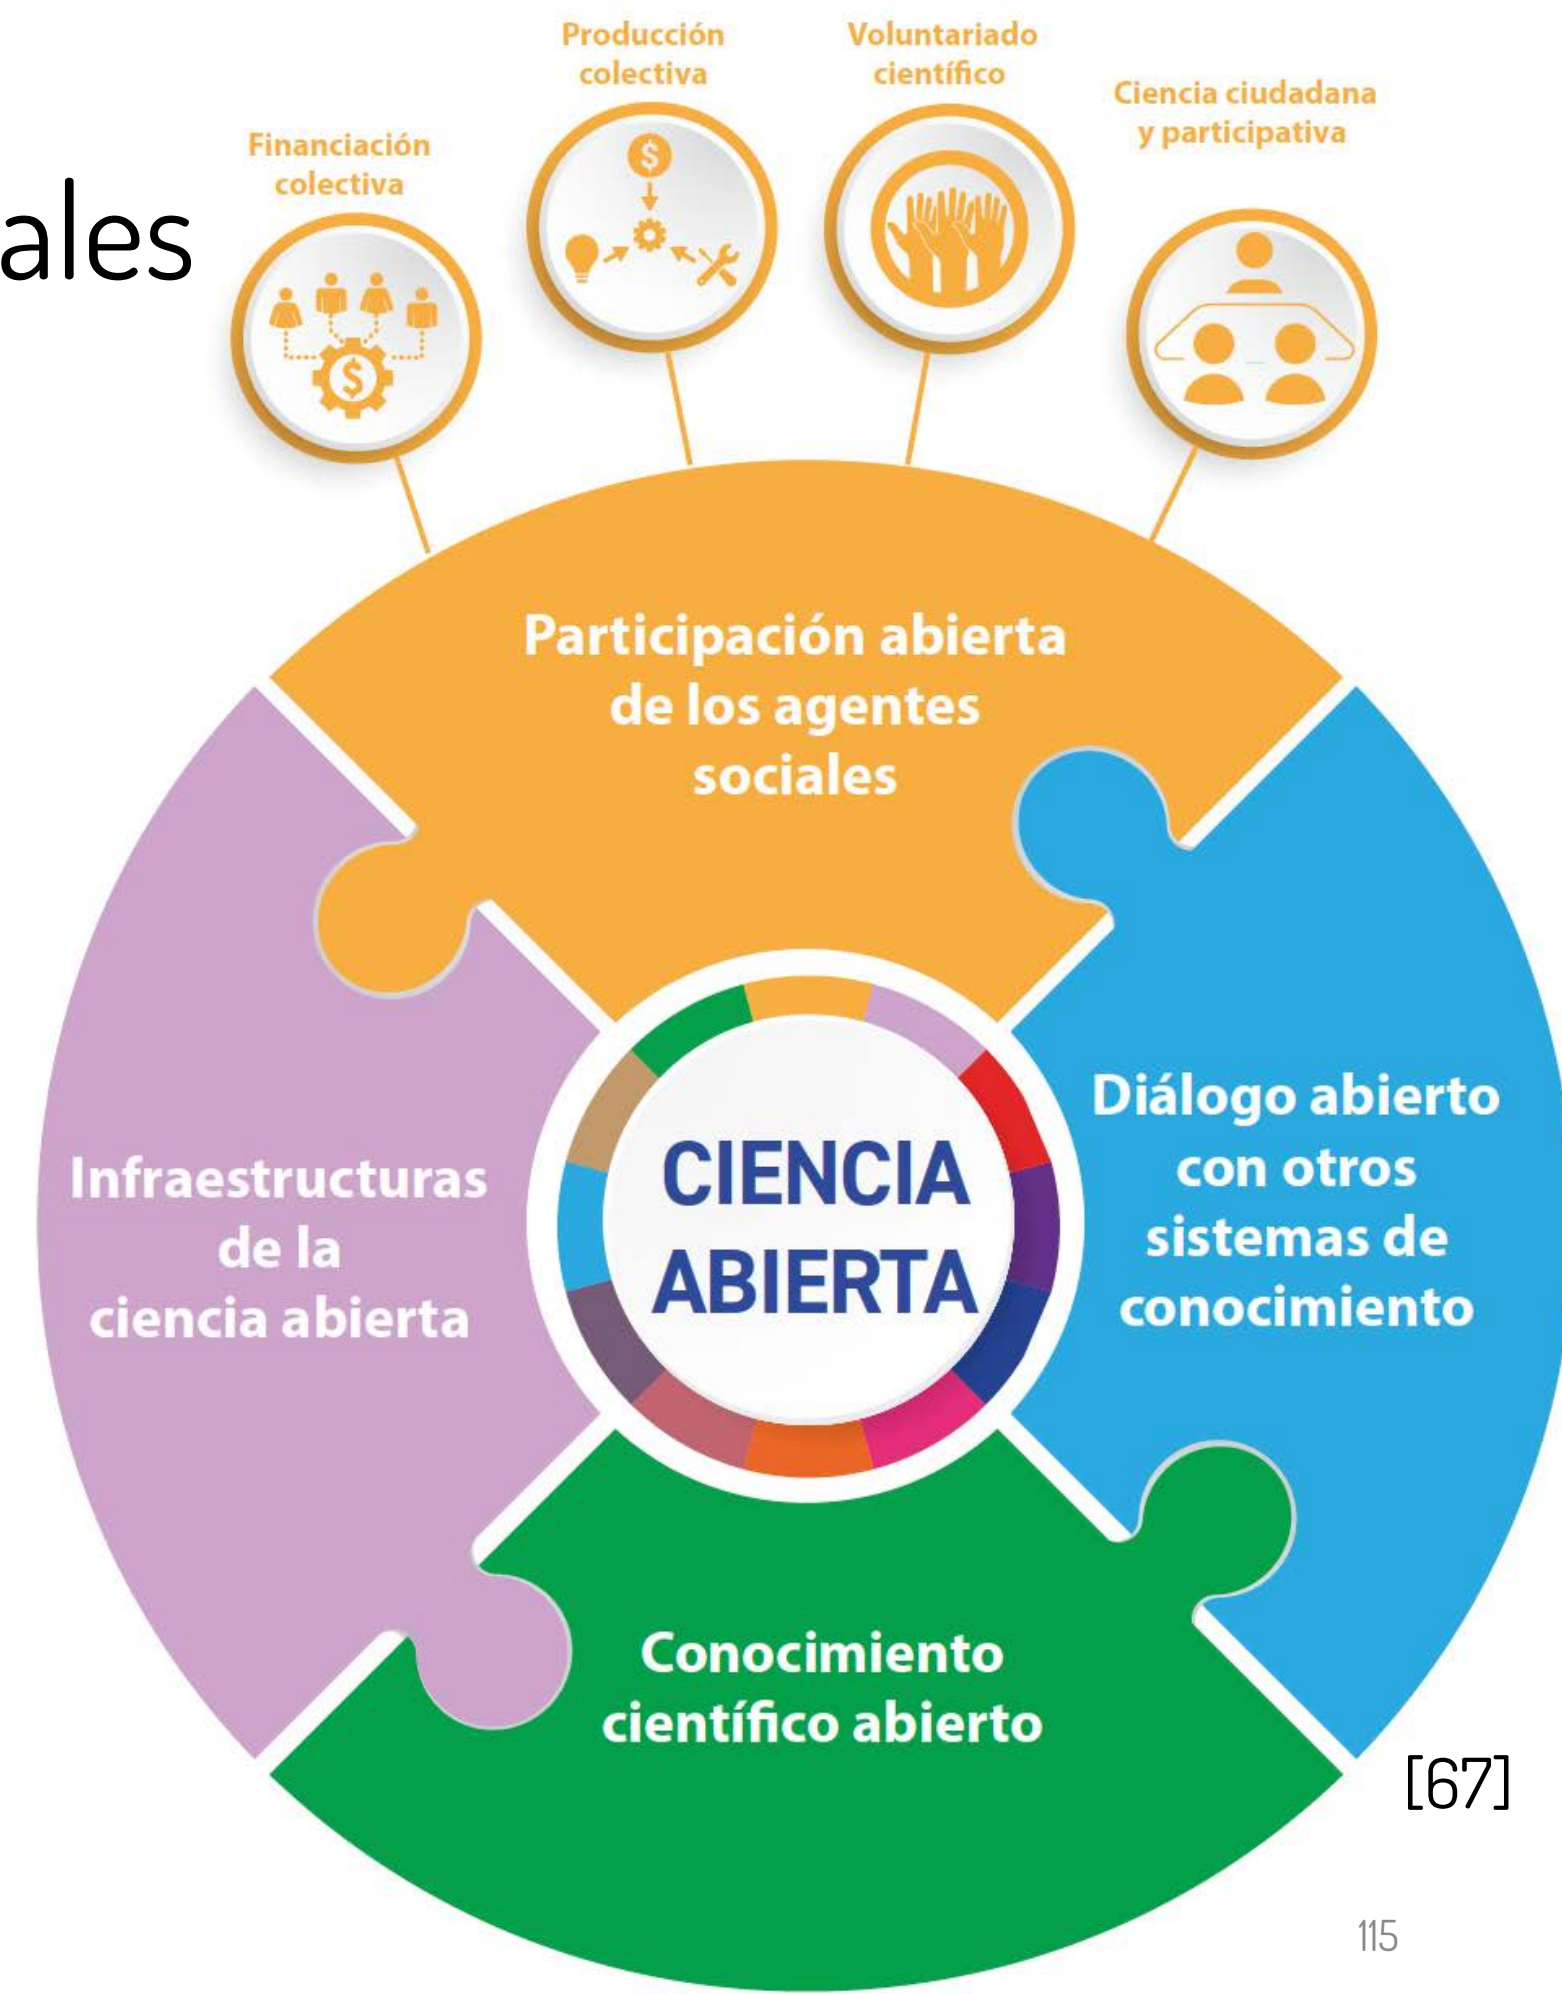 Producción
colectiva
Voluntariado
científico
Ciencia ciudadana
y participativa
Financiación
colectiva
ales
$
$
Participación abierta
de los agentes
sociales
Diálogo abierto
con otros
sistemas de
conocimiento
Infraestructuras
de la
ciencia abierta
CIENCIA
ABIERTA
Conocimiento
científico abierto
[67]
115